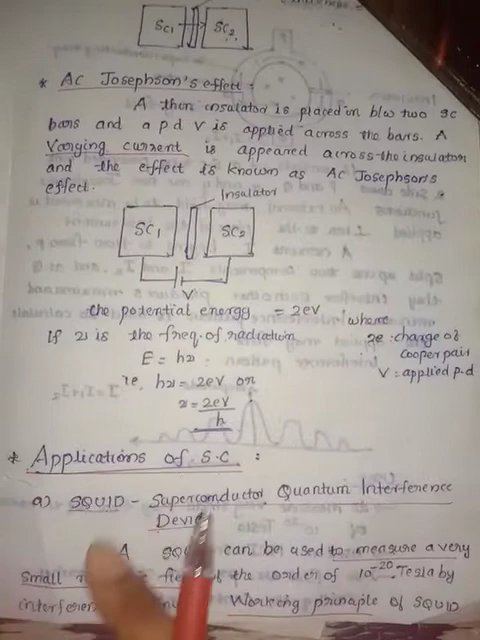 SC1 SC2
* AC Josephson's effect :
A then insulator is placed in b/w two SC
bars and a p d V is applied across the bars. A
Varying current is appeared across the insulator
and the effect is known as AC Josephson's
effect.
Insulator
SC1 SC2
V
the potential energy = 2eV where
If ν is the freq. of radiation 2e : charge of
E = hν cooper pair
ie, hν = 2eV or V : applied p.d
ν = 2eV
h
* Applications of S.C :
a) SQUID - Superconductor Quantum Interference
Device
A can be used to measure a very
Small of the order of 10^-20 Tesla by
Working principle of SQUID